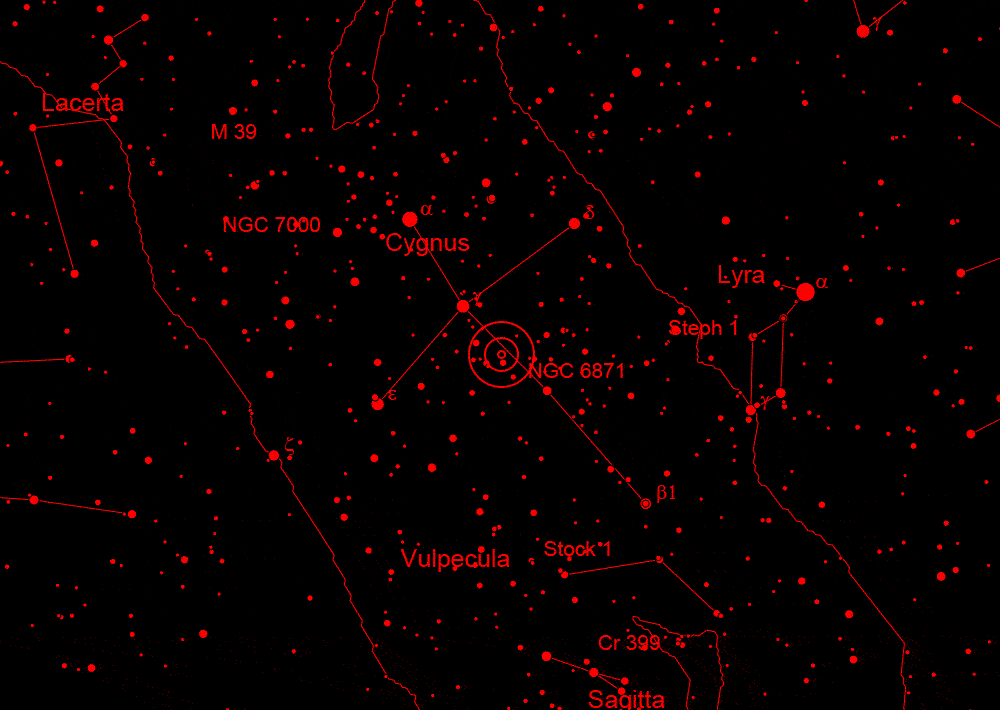 γ
Lacerta
M 39
α
δ
NGC 7000
Cygnus
Lyra
α
γ
Steph 1
NGC 6871
ε
γ
ζ
β1
Stock 1
Vulpecula
Cr 399
Sagitta